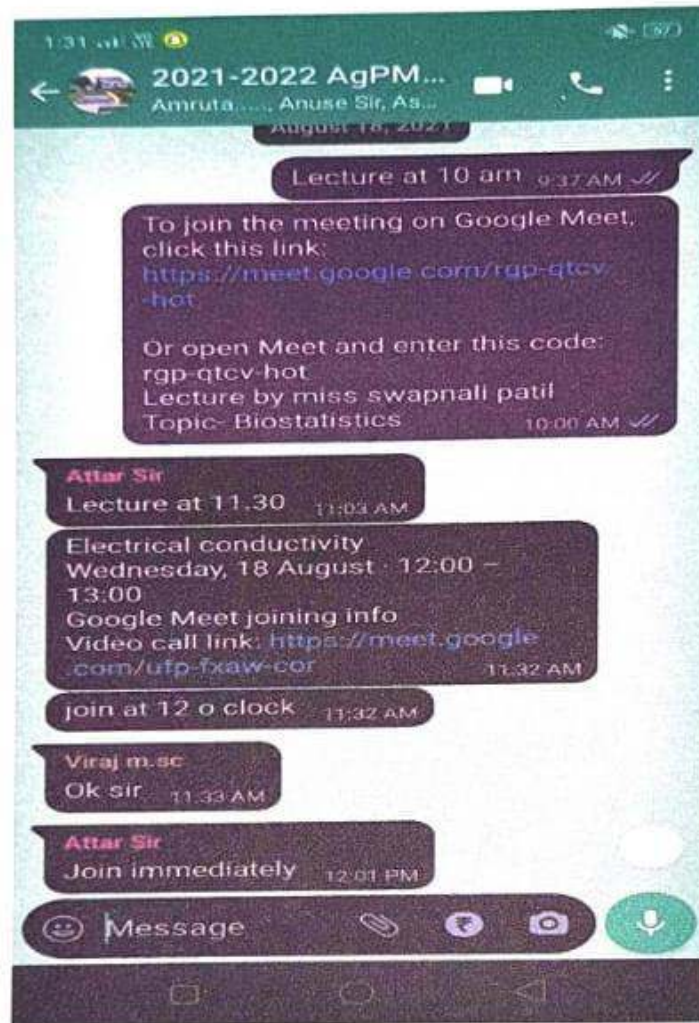 1:31
57
2021-2022 AgPM...
Amruta....., Anuse Sir, As...
August 18, 2021
Lecture at 10 am 9:37 AM
To join the meeting on Google Meet,
click this link:
https://meet.google.com/rgp-qtcv
-hot
Or open Meet and enter this code:
rgp-qtcv-hot
Lecture by miss swapnali patil
Topic- Biostatistics 10:00 AM
Attar Sir
Lecture at 11.30 11:03 AM
Electrical conductivity
Wednesday, 18 August · 12:00 –
13:00
Google Meet joining info
Video call link: https://meet.google
.com/ufp-fxaw-cor 11:32 AM
join at 12 o clock 11:32 AM
Viraj m.sc
Ok sir 11:33 AM
Attar Sir
Join immediately 12:01 PM
Message